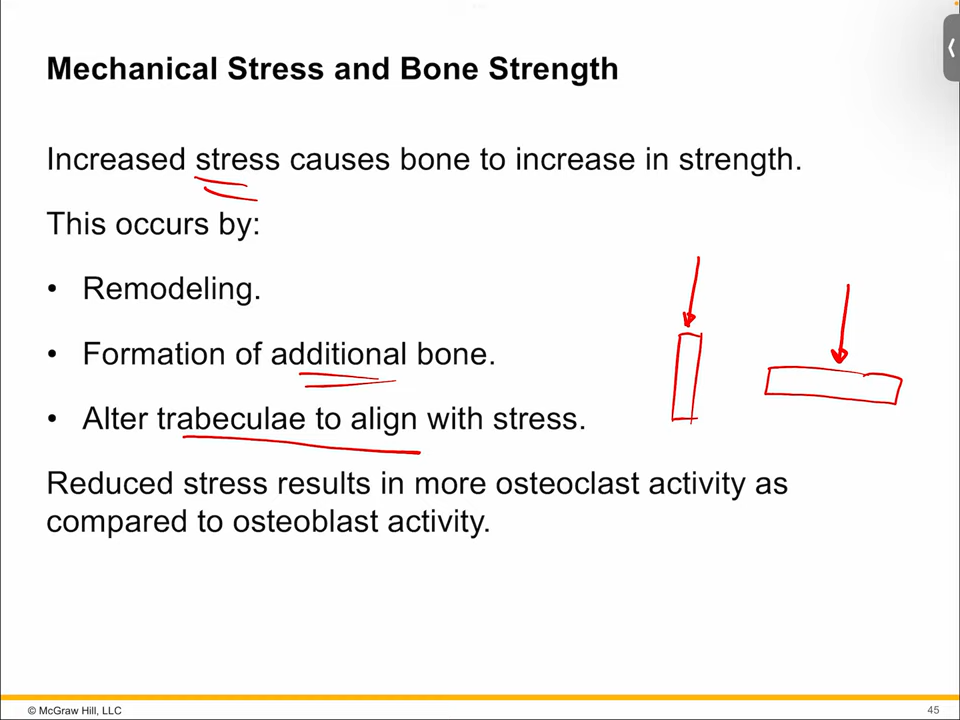 Mechanical Stress and Bone Strength
Increased stress causes bone to increase in strength.
This occurs by:
• Remodeling.
• Formation of additional bone.
• Alter trabeculae to align with stress.
Reduced stress results in more osteoclast activity as
compared to osteoblast activity.
© McGraw Hill, LLC
45